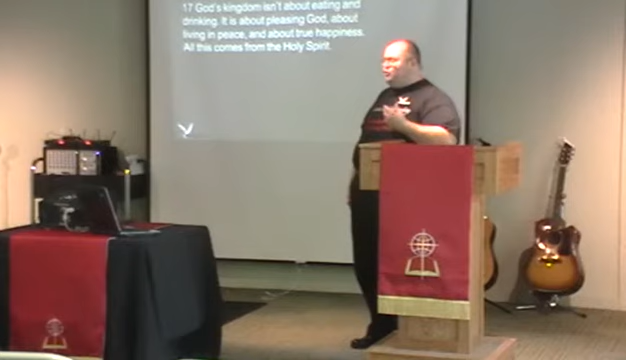 17 God's kingdom isn't about eating and
drinking. It is about pleasing God, about
living in peace, and about true happiness.
All this comes from the Holy Spirit.